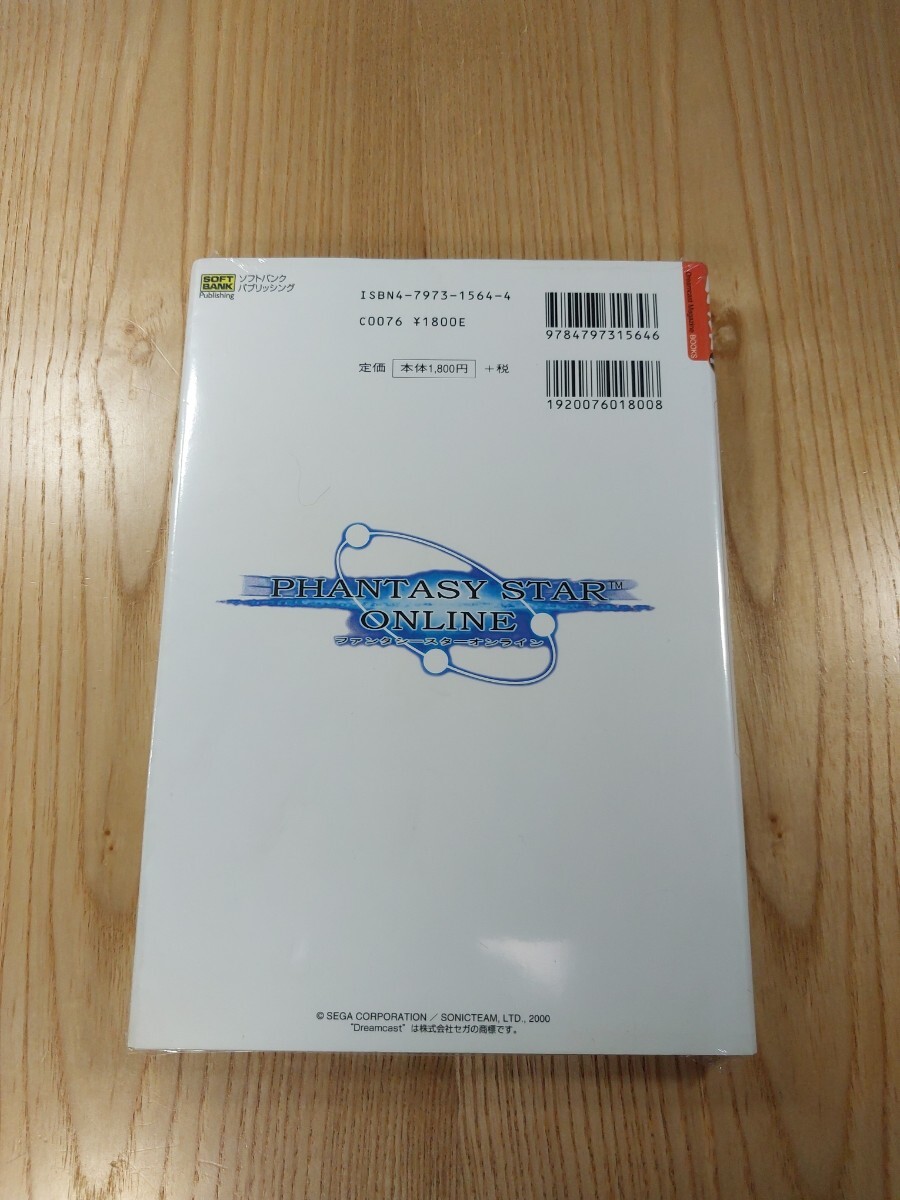 SOFT
BANK
Publishing
ソフトバンク
パブリッシング
ISBN4-7973-1564-4
C0076 ¥1800E
定価 本体1,800円 +税
9784797315646
1920076018008
Dreamcast Magazine BOOKS
PHANTASY STAR™
ONLINE
ファンタシースターオンライン
© SEGA CORPORATION / SONICTEAM, LTD., 2000
"Dreamcast"は株式会社セガの商標です。